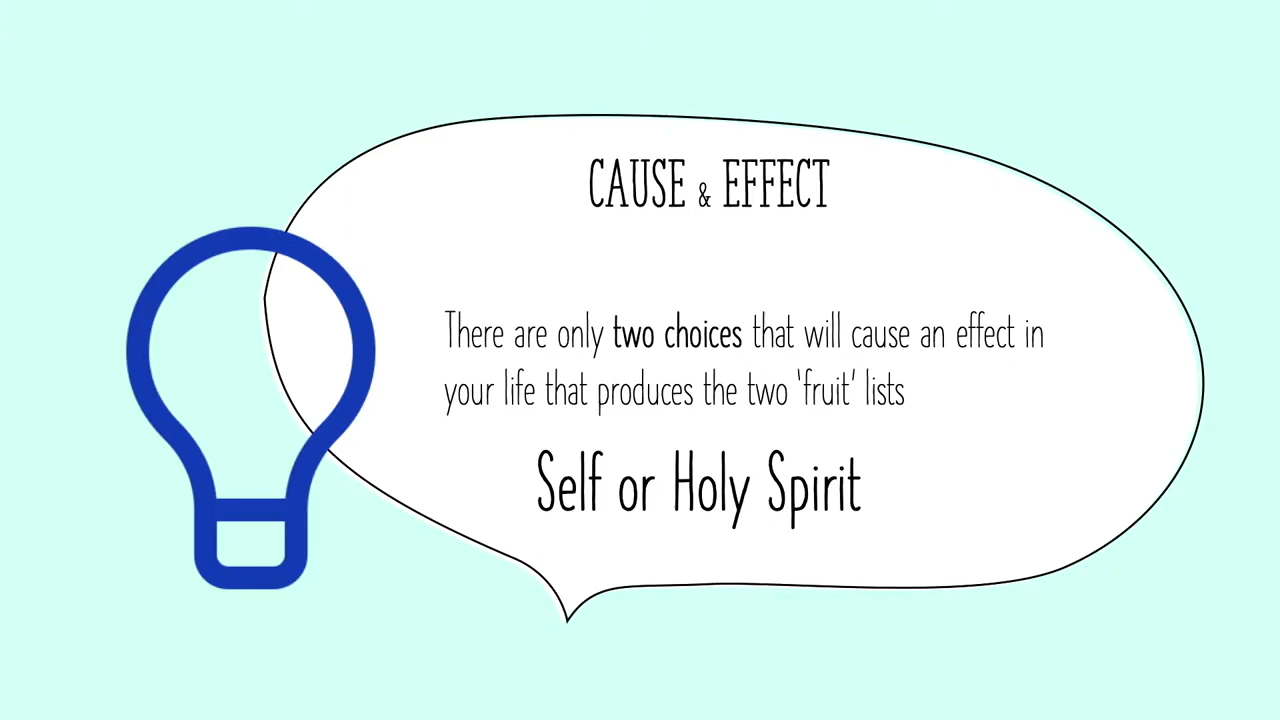 CAUSE & EFFECT
There are only two choices that will cause an effect in
your life that produces the two 'fruit' lists
Self or Holy Spirit